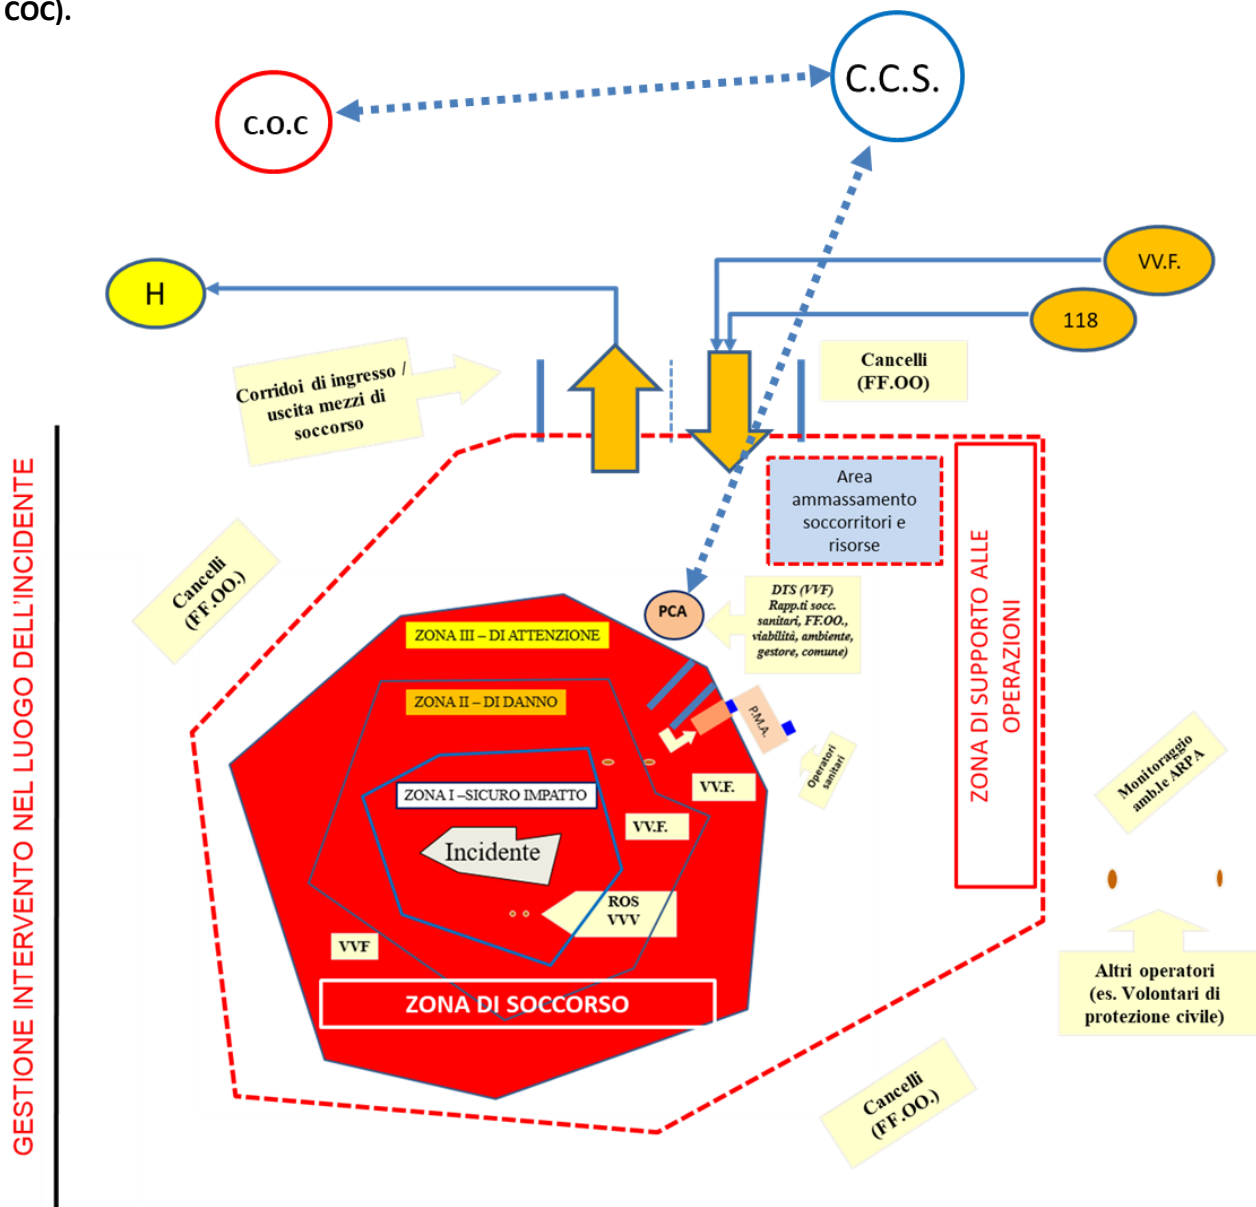 COC).
C.C.S.
C.O.C
VV.F.
H
118
Corridoi di ingresso /
uscita mezzi di
soccorso
Cancelli
(FF.OO)
GESTIONE INTERVENTO NEL LUOGO DELL'INCIDENTE
Area
ammassamento
soccorritori e
risorse
ZONA DI SUPPORTO ALLE
OPERAZIONI
Cancelli
(FF.OO.)
PCA
DTS (VVF)
Rapp.ti socc.
sanitari, FF.OO.,
viabilità, ambiente,
gestore, comune)
ZONA III – DI ATTENZIONE
ZONA II – DI DANNO
P.M.A.
Operatori
sanitari
Monitoraggio
amb.le ARPA
VV.F.
ZONA I –SICURO IMPATTO
VV.F.
Incidente
ROS
VVV
VVF
ZONA DI SOCCORSO
Altri operatori
(es. Volontari di
protezione civile)
Cancelli
(FF.OO.)